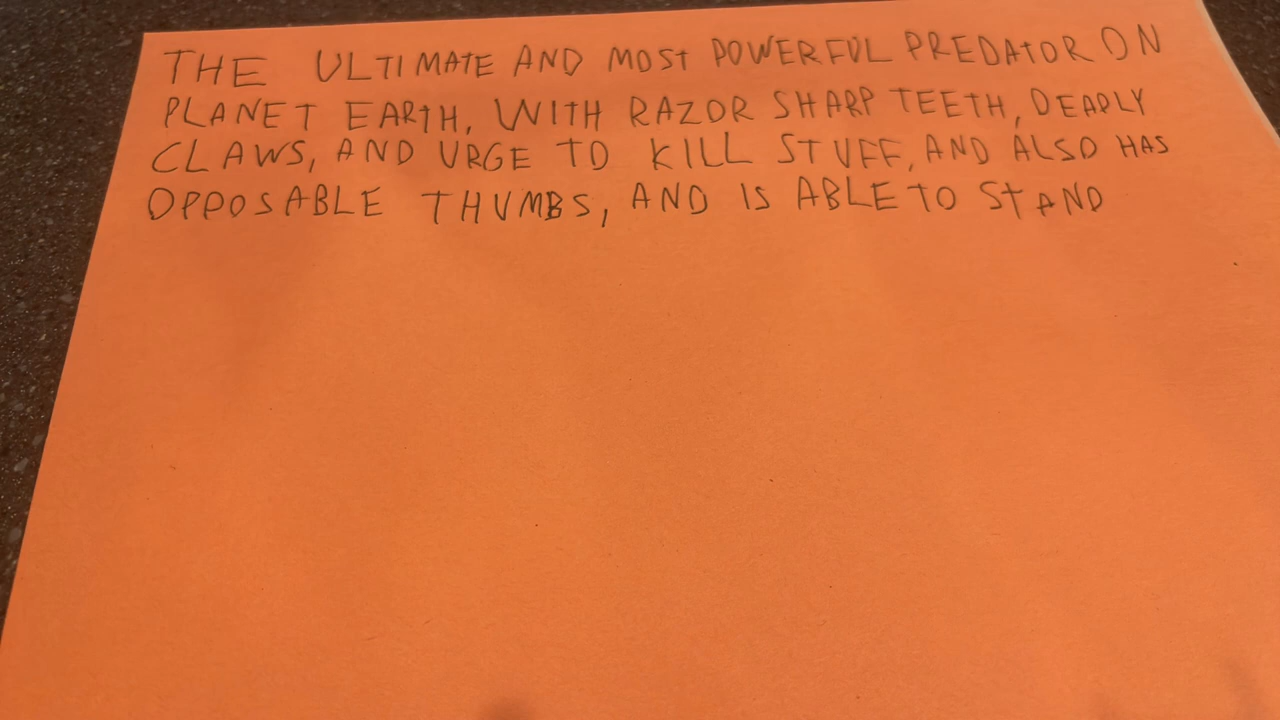 THE ULTIMATE AND MOST POWERFUL PREDATOR ON
PLANET EARTH, WITH RAZOR SHARP TEETH, DEADLY
CLAWS, AND URGE TO KILL STUFF, AND ALSO HAS
OPPOSABLE THUMBS, AND IS ABLE TO STAND